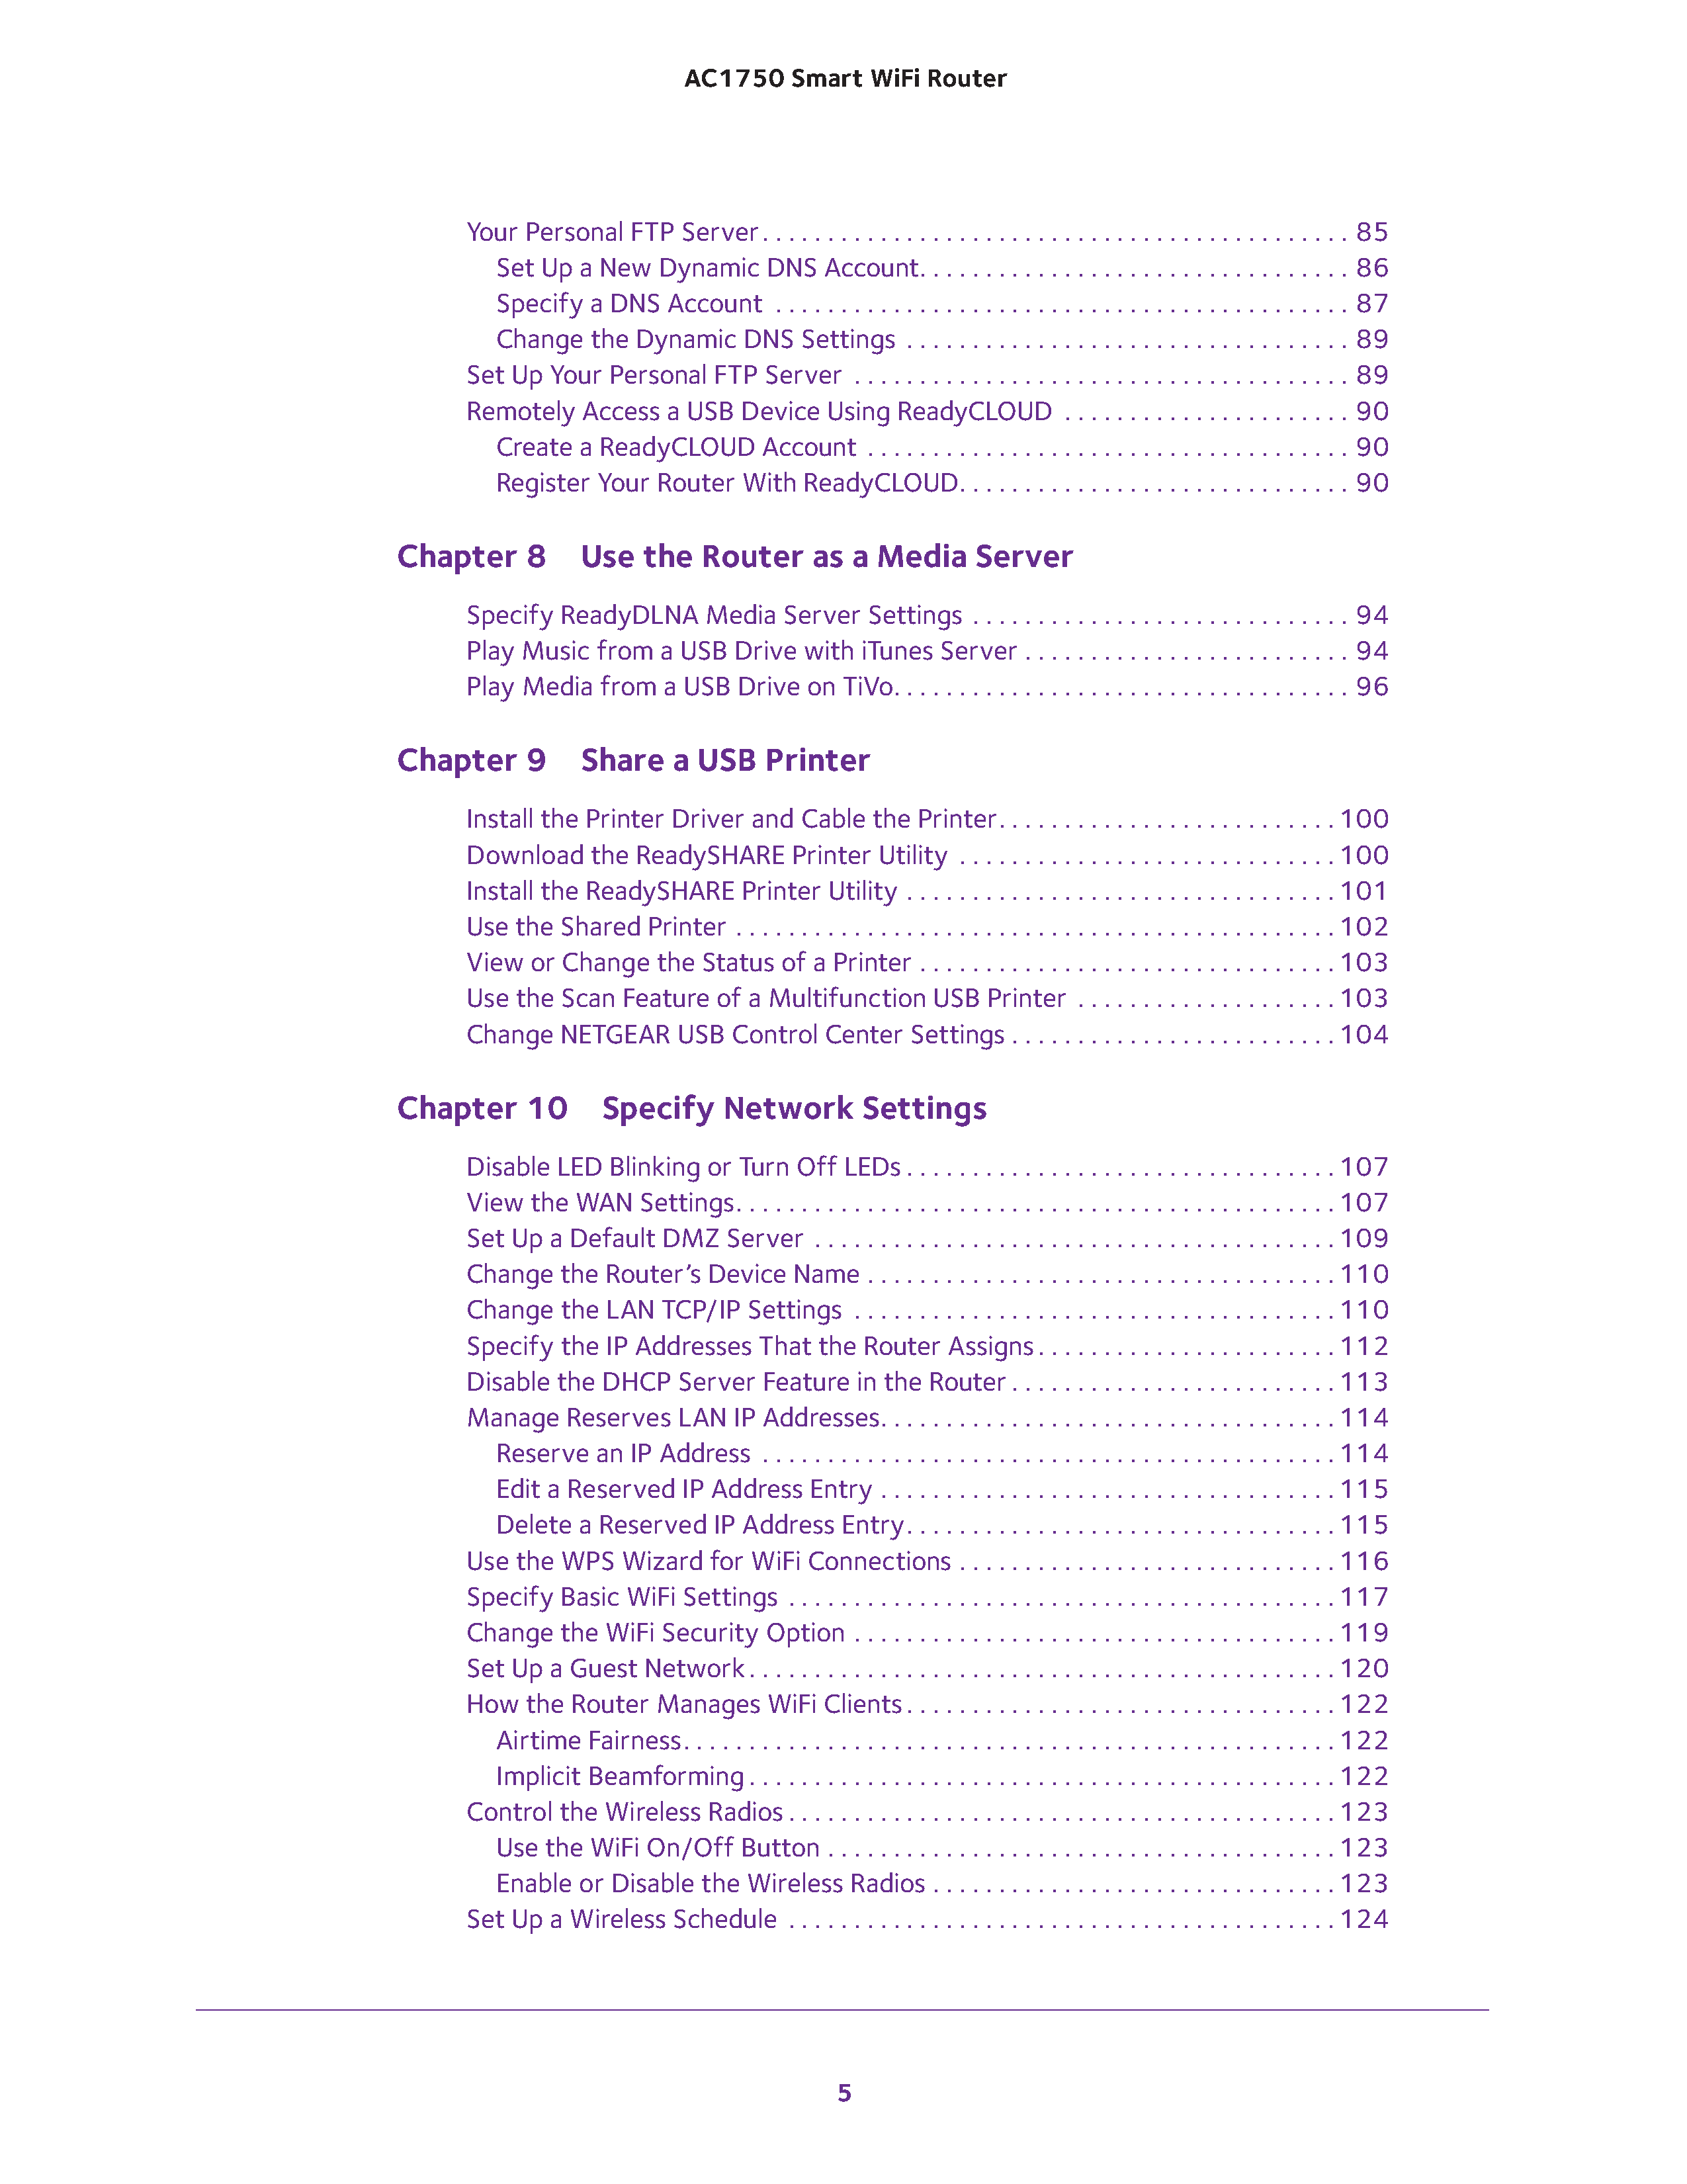 AC1750 Smart WiFi Router
Your Personal FTP Server. . . . . . . . . . . . . . . . . . . . . . . . . . . . . . . . . . . . . . . . . . . . . 85
Set Up a New Dynamic DNS Account. . . . . . . . . . . . . . . . . . . . . . . . . . . . . . . . . 86
Specify a DNS Account . . . . . . . . . . . . . . . . . . . . . . . . . . . . . . . . . . . . . . . . . . . . 87
Change the Dynamic DNS Settings . . . . . . . . . . . . . . . . . . . . . . . . . . . . . . . . . . 89
Set Up Your Personal FTP Server . . . . . . . . . . . . . . . . . . . . . . . . . . . . . . . . . . . . . . 89
Remotely Access a USB Device Using ReadyCLOUD . . . . . . . . . . . . . . . . . . . . . . 90
Create a ReadyCLOUD Account . . . . . . . . . . . . . . . . . . . . . . . . . . . . . . . . . . . . . 90
Register Your Router With ReadyCLOUD. . . . . . . . . . . . . . . . . . . . . . . . . . . . . . 90
Chapter 8 Use the Router as a Media Server
Specify ReadyDLNA Media Server Settings . . . . . . . . . . . . . . . . . . . . . . . . . . . . . 94
Play Music from a USB Drive with iTunes Server . . . . . . . . . . . . . . . . . . . . . . . . . 94
Play Media from a USB Drive on TiVo. . . . . . . . . . . . . . . . . . . . . . . . . . . . . . . . . . . 96
Chapter 9 Share a USB Printer
Install the Printer Driver and Cable the Printer. . . . . . . . . . . . . . . . . . . . . . . . . . 100
Download the ReadySHARE Printer Utility . . . . . . . . . . . . . . . . . . . . . . . . . . . . . 100
Install the ReadySHARE Printer Utility . . . . . . . . . . . . . . . . . . . . . . . . . . . . . . . . . 101
Use the Shared Printer . . . . . . . . . . . . . . . . . . . . . . . . . . . . . . . . . . . . . . . . . . . . . . 102
View or Change the Status of a Printer . . . . . . . . . . . . . . . . . . . . . . . . . . . . . . . . 103
Use the Scan Feature of a Multifunction USB Printer . . . . . . . . . . . . . . . . . . . . 103
Change NETGEAR USB Control Center Settings . . . . . . . . . . . . . . . . . . . . . . . . . 104
Chapter 10 Specify Network Settings
Disable LED Blinking or Turn Off LEDs . . . . . . . . . . . . . . . . . . . . . . . . . . . . . . . . . 107
View the WAN Settings. . . . . . . . . . . . . . . . . . . . . . . . . . . . . . . . . . . . . . . . . . . . . . 107
Set Up a Default DMZ Server . . . . . . . . . . . . . . . . . . . . . . . . . . . . . . . . . . . . . . . . 109
Change the Router’s Device Name . . . . . . . . . . . . . . . . . . . . . . . . . . . . . . . . . . . . 110
Change the LAN TCP/IP Settings . . . . . . . . . . . . . . . . . . . . . . . . . . . . . . . . . . . . . 110
Specify the IP Addresses That the Router Assigns . . . . . . . . . . . . . . . . . . . . . . . 112
Disable the DHCP Server Feature in the Router . . . . . . . . . . . . . . . . . . . . . . . . . 113
Manage Reserves LAN IP Addresses. . . . . . . . . . . . . . . . . . . . . . . . . . . . . . . . . . . 114
Reserve an IP Address . . . . . . . . . . . . . . . . . . . . . . . . . . . . . . . . . . . . . . . . . . . . 114
Edit a Reserved IP Address Entry . . . . . . . . . . . . . . . . . . . . . . . . . . . . . . . . . . . 115
Delete a Reserved IP Address Entry. . . . . . . . . . . . . . . . . . . . . . . . . . . . . . . . . 115
Use the WPS Wizard for WiFi Connections . . . . . . . . . . . . . . . . . . . . . . . . . . . . . 116
Specify Basic WiFi Settings . . . . . . . . . . . . . . . . . . . . . . . . . . . . . . . . . . . . . . . . . . 117
Change the WiFi Security Option . . . . . . . . . . . . . . . . . . . . . . . . . . . . . . . . . . . . . 119
Set Up a Guest Network . . . . . . . . . . . . . . . . . . . . . . . . . . . . . . . . . . . . . . . . . . . . . 120
How the Router Manages WiFi Clients . . . . . . . . . . . . . . . . . . . . . . . . . . . . . . . . . 122
Airtime Fairness. . . . . . . . . . . . . . . . . . . . . . . . . . . . . . . . . . . . . . . . . . . . . . . . . . 122
Implicit Beamforming . . . . . . . . . . . . . . . . . . . . . . . . . . . . . . . . . . . . . . . . . . . . . 122
Control the Wireless Radios . . . . . . . . . . . . . . . . . . . . . . . . . . . . . . . . . . . . . . . . . . 123
Use the WiFi On/Off Button . . . . . . . . . . . . . . . . . . . . . . . . . . . . . . . . . . . . . . . 123
Enable or Disable the Wireless Radios . . . . . . . . . . . . . . . . . . . . . . . . . . . . . . . 123
Set Up a Wireless Schedule . . . . . . . . . . . . . . . . . . . . . . . . . . . . . . . . . . . . . . . . . . 124
5